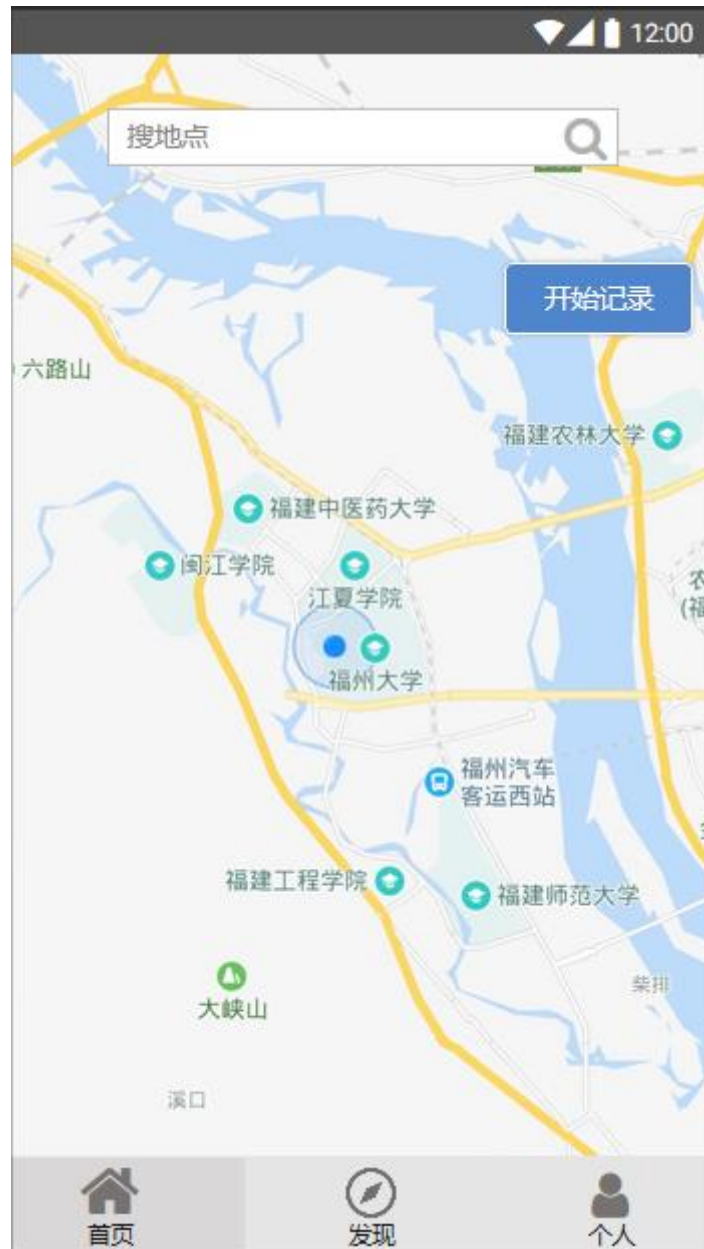 12:00
搜地点
开始记录
六路山
福建农林大学
福建中医药大学
闽江学院
江夏学院
农
(福
福州大学
福州汽车
客运西站
福建工程学院
福建师范大学
柴排
大峡山
溪口
首页
发现
个人